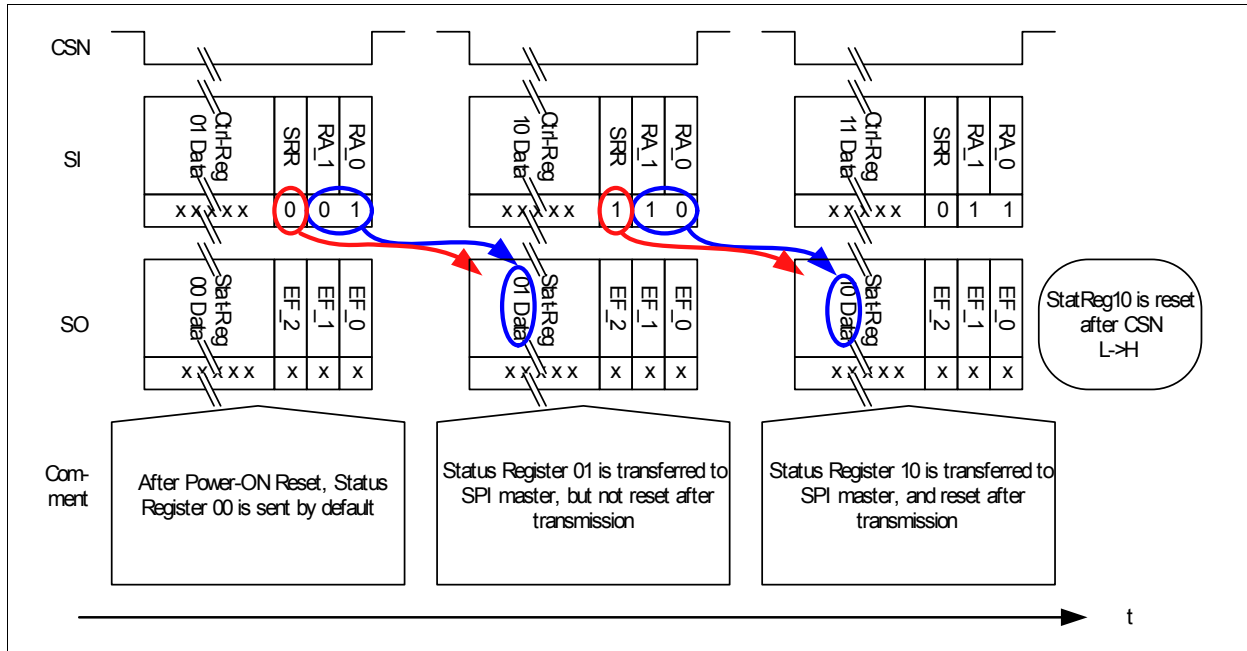 CSN
SI
Ctrl-Reg
01 Data
SRR
RA_1
RA_0
x x x x x
0
0
1
Ctrl-Reg
10 Data
SRR
RA_1
RA_0
x x x x x
1
1
0
Ctrl-Reg
11 Data
SRR
RA_1
RA_0
x x x x x
0
1
1
SO
Stat-Reg
00 Data
EF_2
EF_1
EF_0
x x x x x
x
x
x
Stat-Reg
01 Data
EF_2
EF_1
EF_0
x x x x x
x
x
x
Stat-Reg
10 Data
EF_2
EF_1
EF_0
x x x x x
x
x
x
StatReg10 is reset
after CSN
L->H
Com-
ment
After Power-ON Reset, Status
Register 00 is sent by default
Status Register 01 is transferred to
SPI master, but not reset after
transmission
Status Register 10 is transferred to
SPI master, and reset after
transmission
t